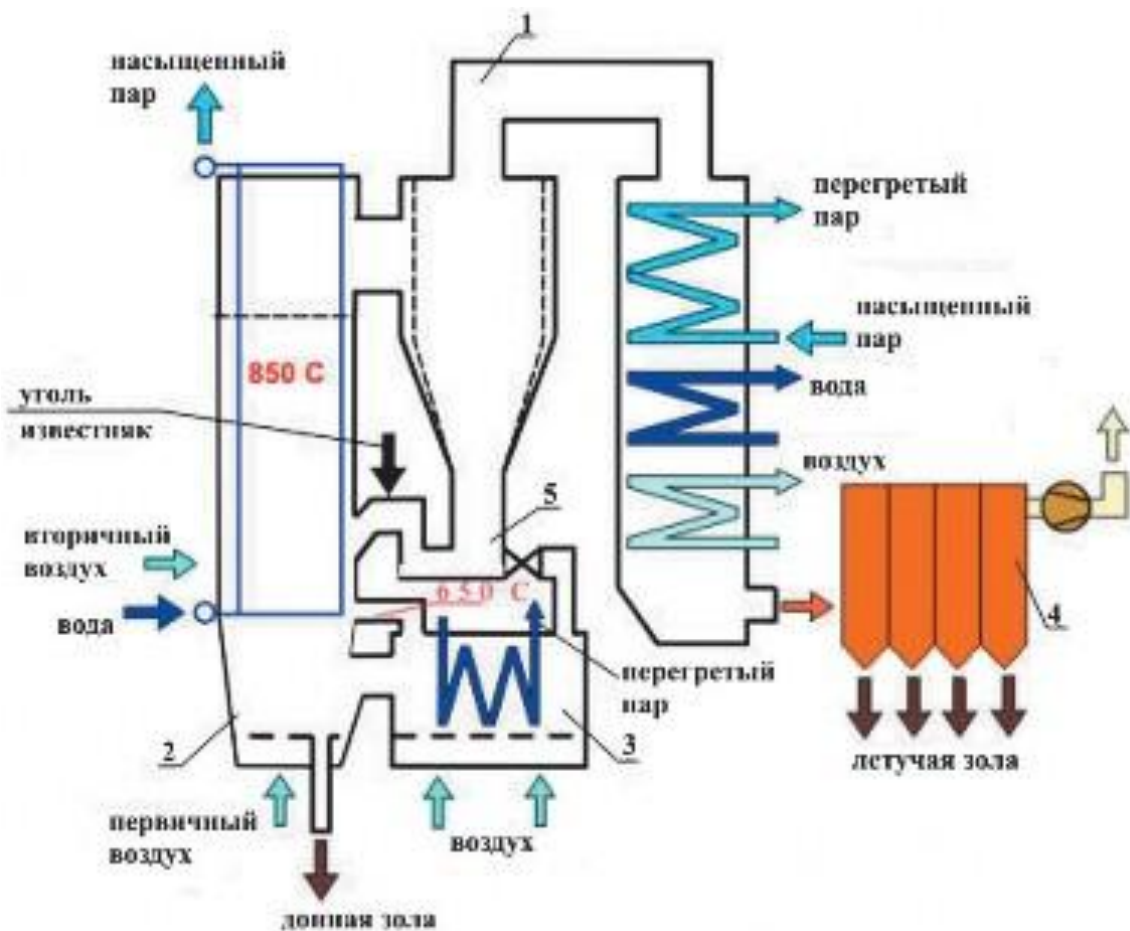 1
насыщенный
пар
перегретый
пар
насыщенный
пар
850 C
уголь
известняк
вода
воздух
5
вторичный
воздух
650 C
вода
4
перегретый
пар
2
3
летучая зола
первичный
воздух
воздух
донная зола